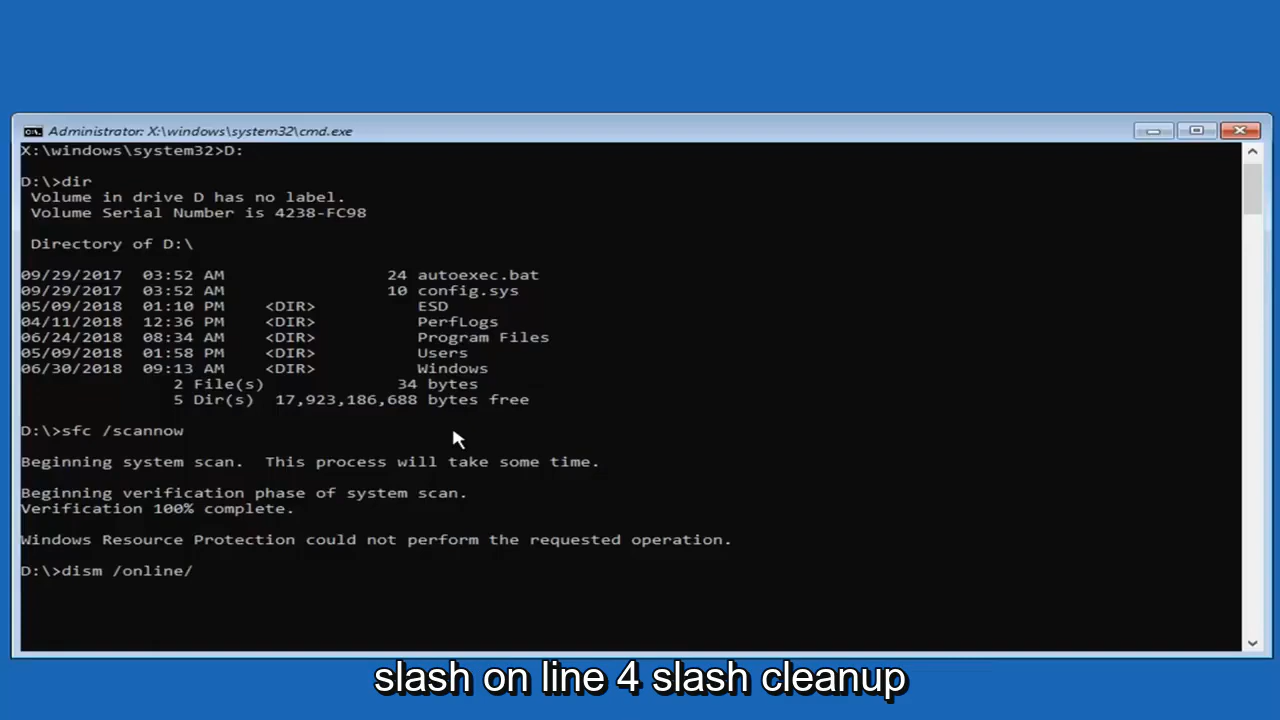 Administrator: X:\windows\system32\cmd.exe
X:\windows\system32>D:
D:\>dir
Volume in drive D has no label.
Volume Serial Number is 4238-FC98
Directory of D:\
09/29/2017 03:52 AM 24 autoexec.bat
09/29/2017 03:52 AM 10 config.sys
05/09/2018 01:10 PM <DIR> ESD
04/11/2018 12:36 PM <DIR> PerfLogs
06/24/2018 08:34 AM <DIR> Program Files
05/09/2018 01:58 PM <DIR> Users
06/30/2018 09:13 AM <DIR> Windows
2 File(s) 34 bytes
5 Dir(s) 17,923,186,688 bytes free
D:\>sfc /scannow
Beginning system scan. This process will take some time.
Beginning verification phase of system scan.
Verification 100% complete.
Windows Resource Protection could not perform the requested operation.
D:\>dism /online/
slash on line 4 slash cleanup